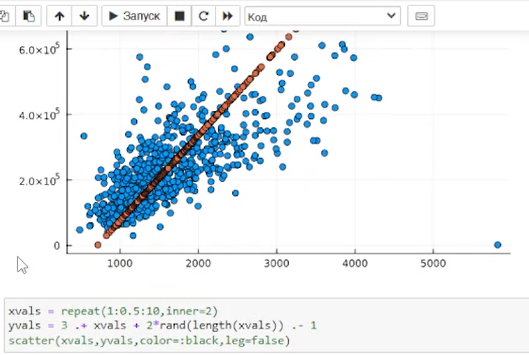 Запуск
Код
6.0×10⁵
4.0×10⁵
2.0×10⁵
0
1000 2000 3000 4000 5000
xvals = repeat(1:0.5:10,inner=2)
yvals = 3 .+ xvals + 2*rand(length(xvals)) .- 1
scatter(xvals,yvals,color=:black,leg=false)